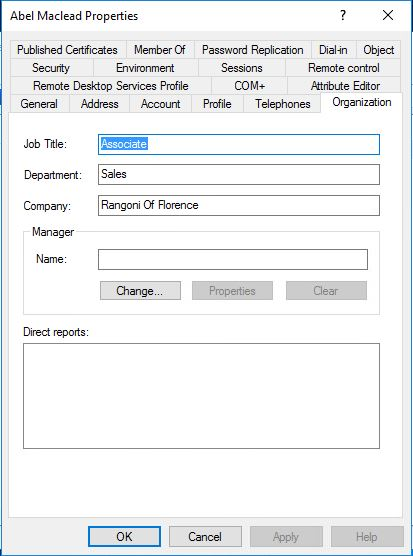 Abel Maclead Properties ? ×
Published Certificates Member Of Password Replication Dial-in Object
Security Environment Sessions Remote control
Remote Desktop Services Profile COM+ Attribute Editor
General Address Account Profile Telephones Organization
Job Title: Associate
Department: Sales
Company: Rangoni Of Florence
Manager
Name:
Change... Properties Clear
Direct reports:
OK Cancel Apply Help